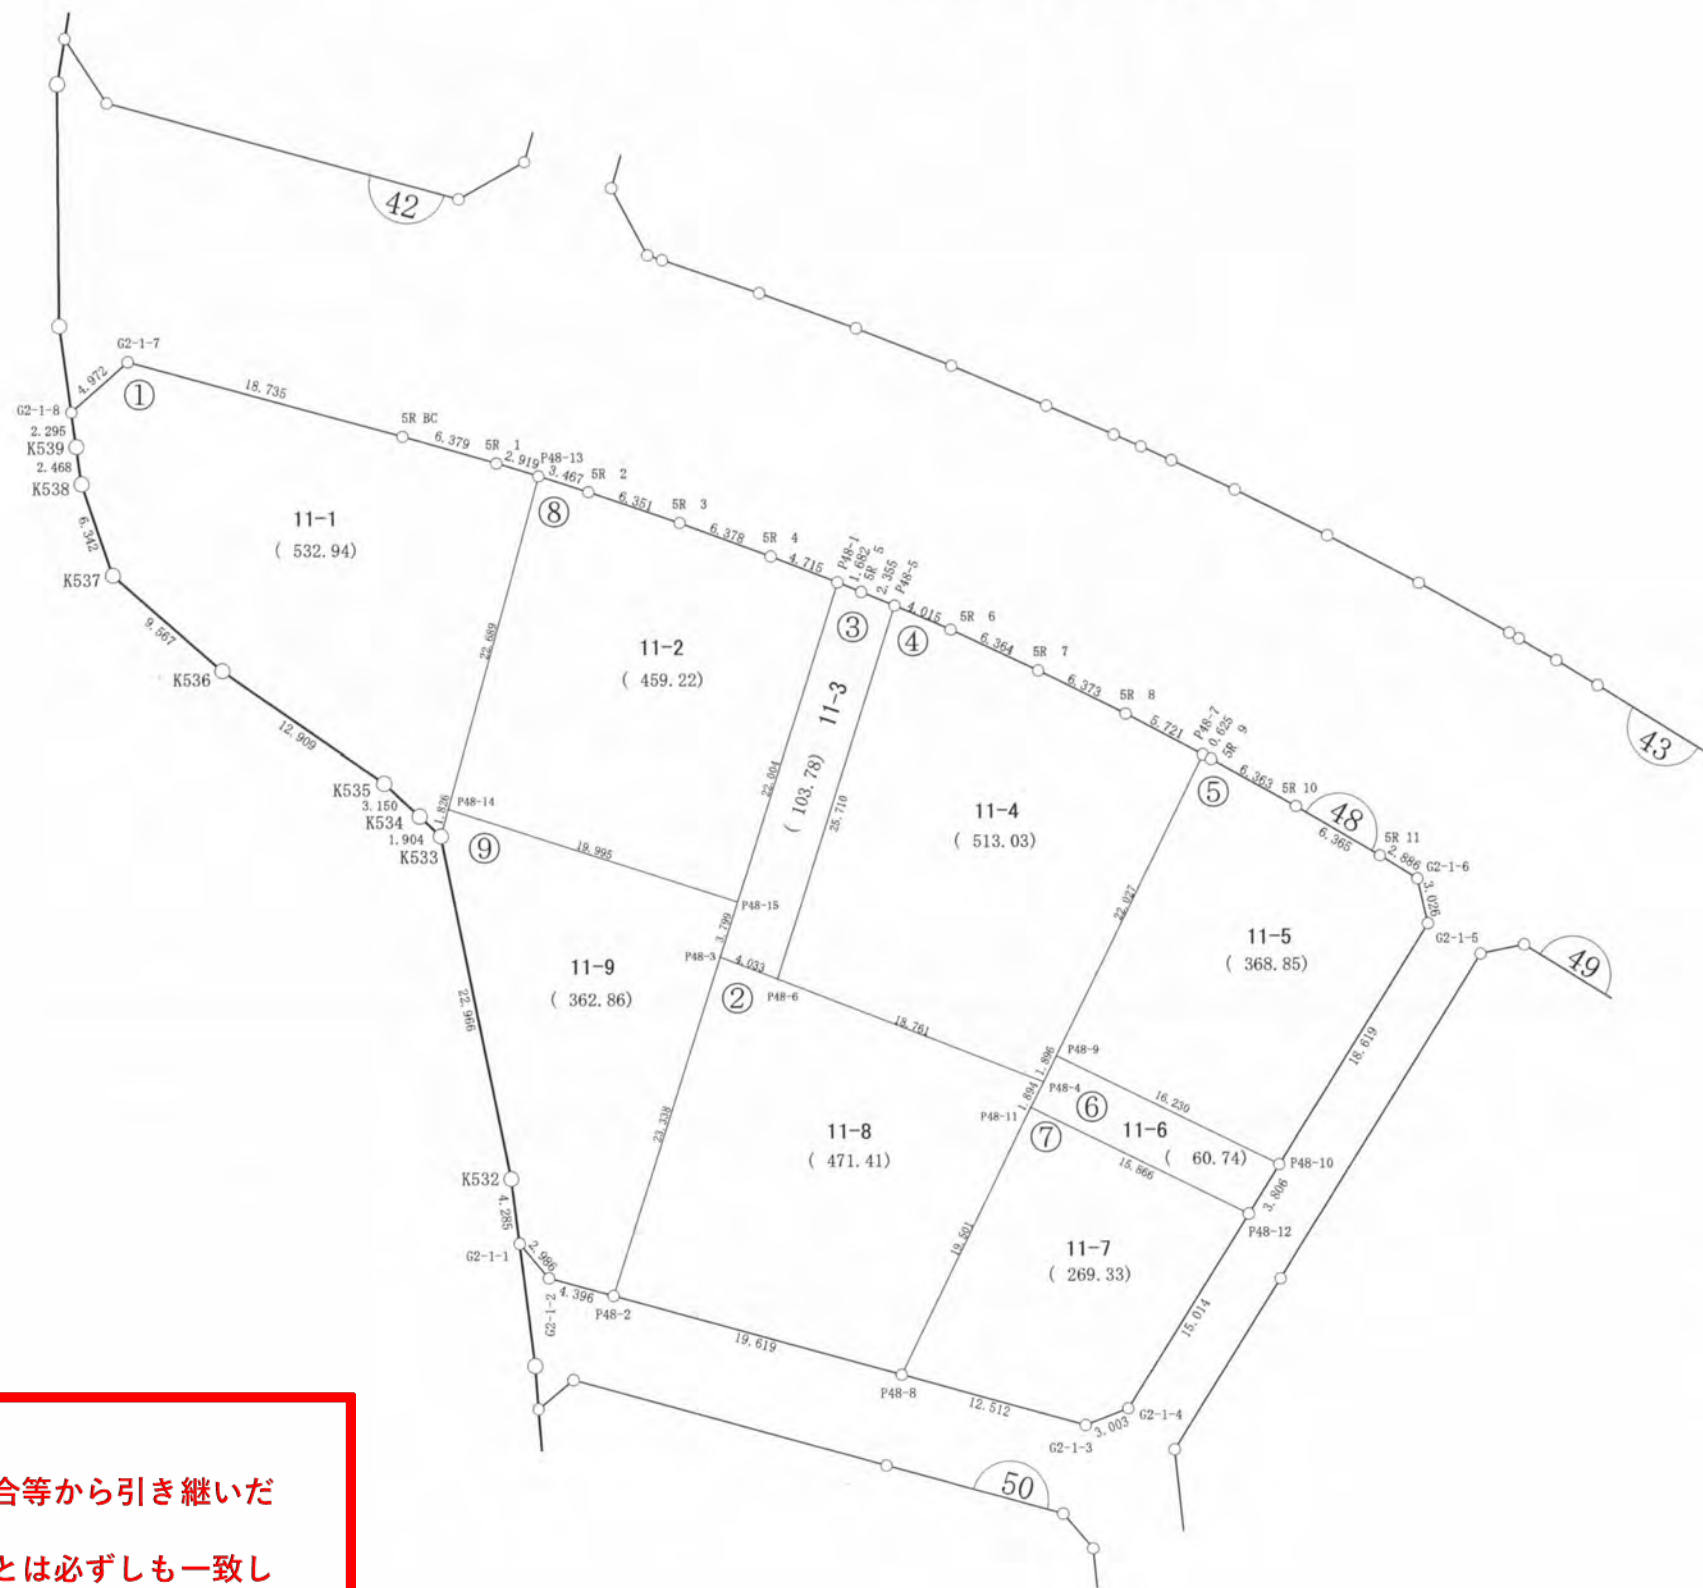 42
G2-1-7
4.972
①
18.735
G2-1-8
5R BC
2.295
K539
6.379
5R 1
2.919
P48-13
3.467
5R 2
2.468
K538
6.351
5R 3
⑧
6.378
5R 4
11-1
( 532.94)
6.342
4.715
P48-1
1.682
5R 5
2.355
P48-5
K537
4.015
5R 6
③
④
9.567
22.689
11-2
( 459.22)
6.364
5R 7
K536
6.373
5R 8
11-3
( 103.78)
5.721
P48-7
0.625
5R 9
43
12.909
22.004
6.363
5R 10
⑤
K535
3.150
K534
1.826
P48-14
25.710
11-4
( 513.03)
48
6.365
5R 11
1.904
K533
⑨
19.995
2.886
G2-1-6
3.026
P48-15
22.027
G2-1-5
3.799
11-5
( 368.85)
49
P48-3
4.033
11-9
( 362.86)
②
P48-6
22.966
18.761
18.619
1.896
P48-9
P48-4
1.894
16.230
P48-11
⑥
23.338
11-8
( 471.41)
⑦
11-6
( 60.74)
15.866
P48-10
K532
3.806
4.285
P48-12
G2-1-1
2.986
19.501
11-7
( 269.33)
4.396
G2-1-2
P48-2
15.014
19.619
P48-8
12.512
G2-1-4
3.003
G2-1-3
50
合等から引き継いだ
とは必ずしも一致し